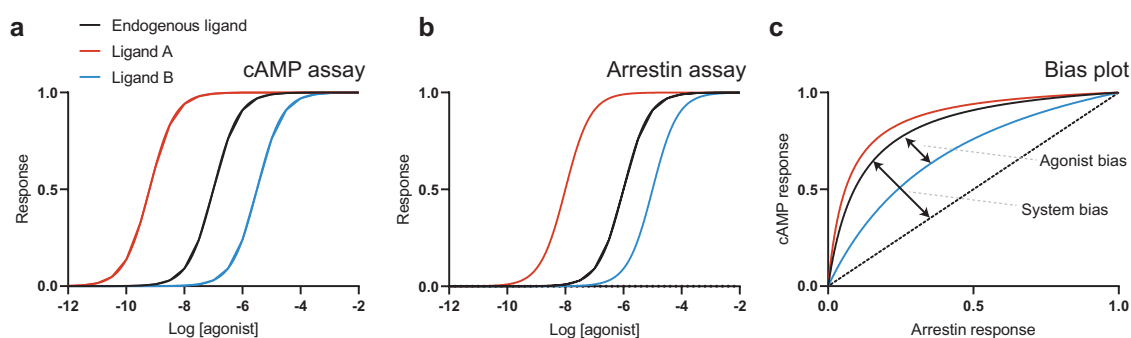 a
Endogenous ligand
Ligand A
Ligand B
cAMP assay
Response
1.0
0.5
0.0
-12 -10 -8 -6 -4 -2
Log [agonist]
b
Arrestin assay
Response
1.0
0.5
0.0
-12 -10 -8 -6 -4 -2
Log [agonist]
c
Bias plot
cAMP response
1.0
0.5
0.0
Agonist bias
System bias
0.0 0.5 1.0
Arrestin response